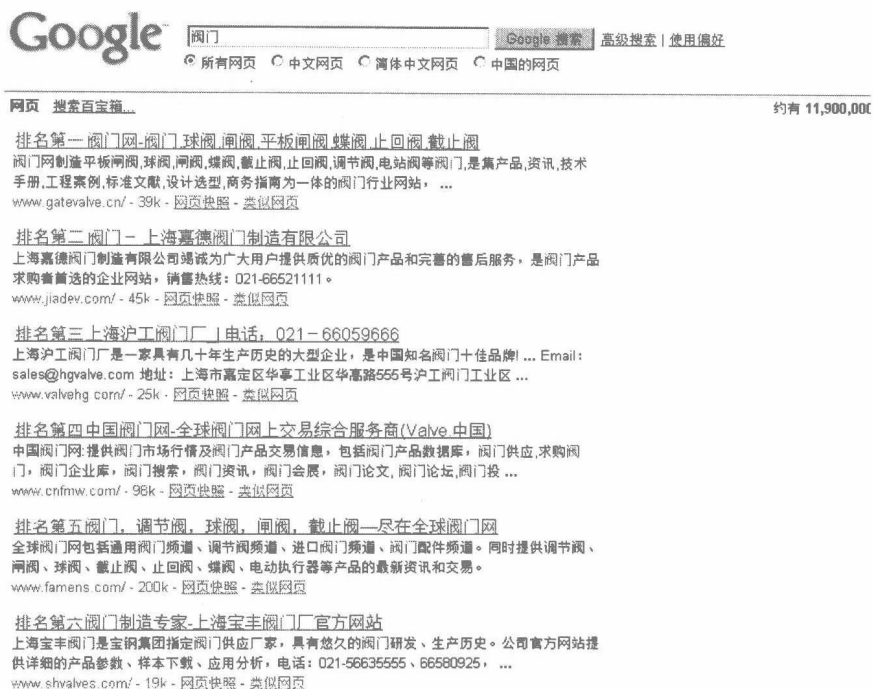 Google
阀门
Google 搜索 高级搜索 | 使用偏好
所有网页 中文网页 简体中文网页 中国的网页
网页 搜索百宝箱... 约有 11,900,000
排名第一阀门网-阀门,球阀,闸阀,平板闸阀,蝶阀,止回阀,截止阀
阀门网制造平板闸阀,球阀,闸阀,蝶阀,截止阀,止回阀,调节阀,电站阀等阀门,是集产品,资讯,技术
手册,工程案例,标准文献,设计选型,商务指南为一体的阀门行业网站， ...
www.gatevalve.cn/ - 39k - 网页快照 - 类似网页
排名第二阀门 - 上海嘉德阀门制造有限公司
上海嘉德阀门制造有限公司竭诚为广大用户提供质优的阀门产品和完善的售后服务，是阀门产品
求购者首选的企业网站，销售热线：021-66521111。
www.jiadev.com/ - 45k - 网页快照 - 类似网页
排名第三上海沪工阀门厂 | 电话：021-66059666
上海沪工阀门厂是一家具有几十年生产历史的大型企业，是中国知名阀门十佳品牌! ... Email：
sales@hgvalve.com 地址：上海市嘉定区华亭工业区华高路555号沪工阀门工业区 ...
www.valvehg.com/ - 25k - 网页快照 - 类似网页
排名第四中国阀门网-全球阀门网上交易综合服务商(Valve.中国)
中国阀门网:提供阀门市场行情及阀门产品交易信息，包括阀门产品数据库，阀门供应,求购阀
门，阀门企业库，阀门搜索，阀门资讯，阀门会展，阀门论文, 阀门论坛,阀门投 ...
www.cnfmw.com/ - 98k - 网页快照 - 类似网页
排名第五阀门，调节阀，球阀，闸阀，截止阀—尽在全球阀门网
全球阀门网包括通用阀门频道、调节阀频道、进口阀门频道、阀门配件频道。同时提供调节阀、
闸阀、球阀、截止阀、止回阀、蝶阀、电动执行器等产品的最新资讯和交易。
www.famens.com/ - 200k - 网页快照 - 类似网页
排名第六阀门制造专家-上海宝丰阀门厂官方网站
上海宝丰阀门是宝钢集团指定阀门供应厂家，具有悠久的阀门研发、生产历史。公司官方网站提
供详细的产品参数、样本下载、应用分析，电话：021-56635555、66580925， ...
www.shvalves.com/ - 19k - 网页快照 - 类似网页